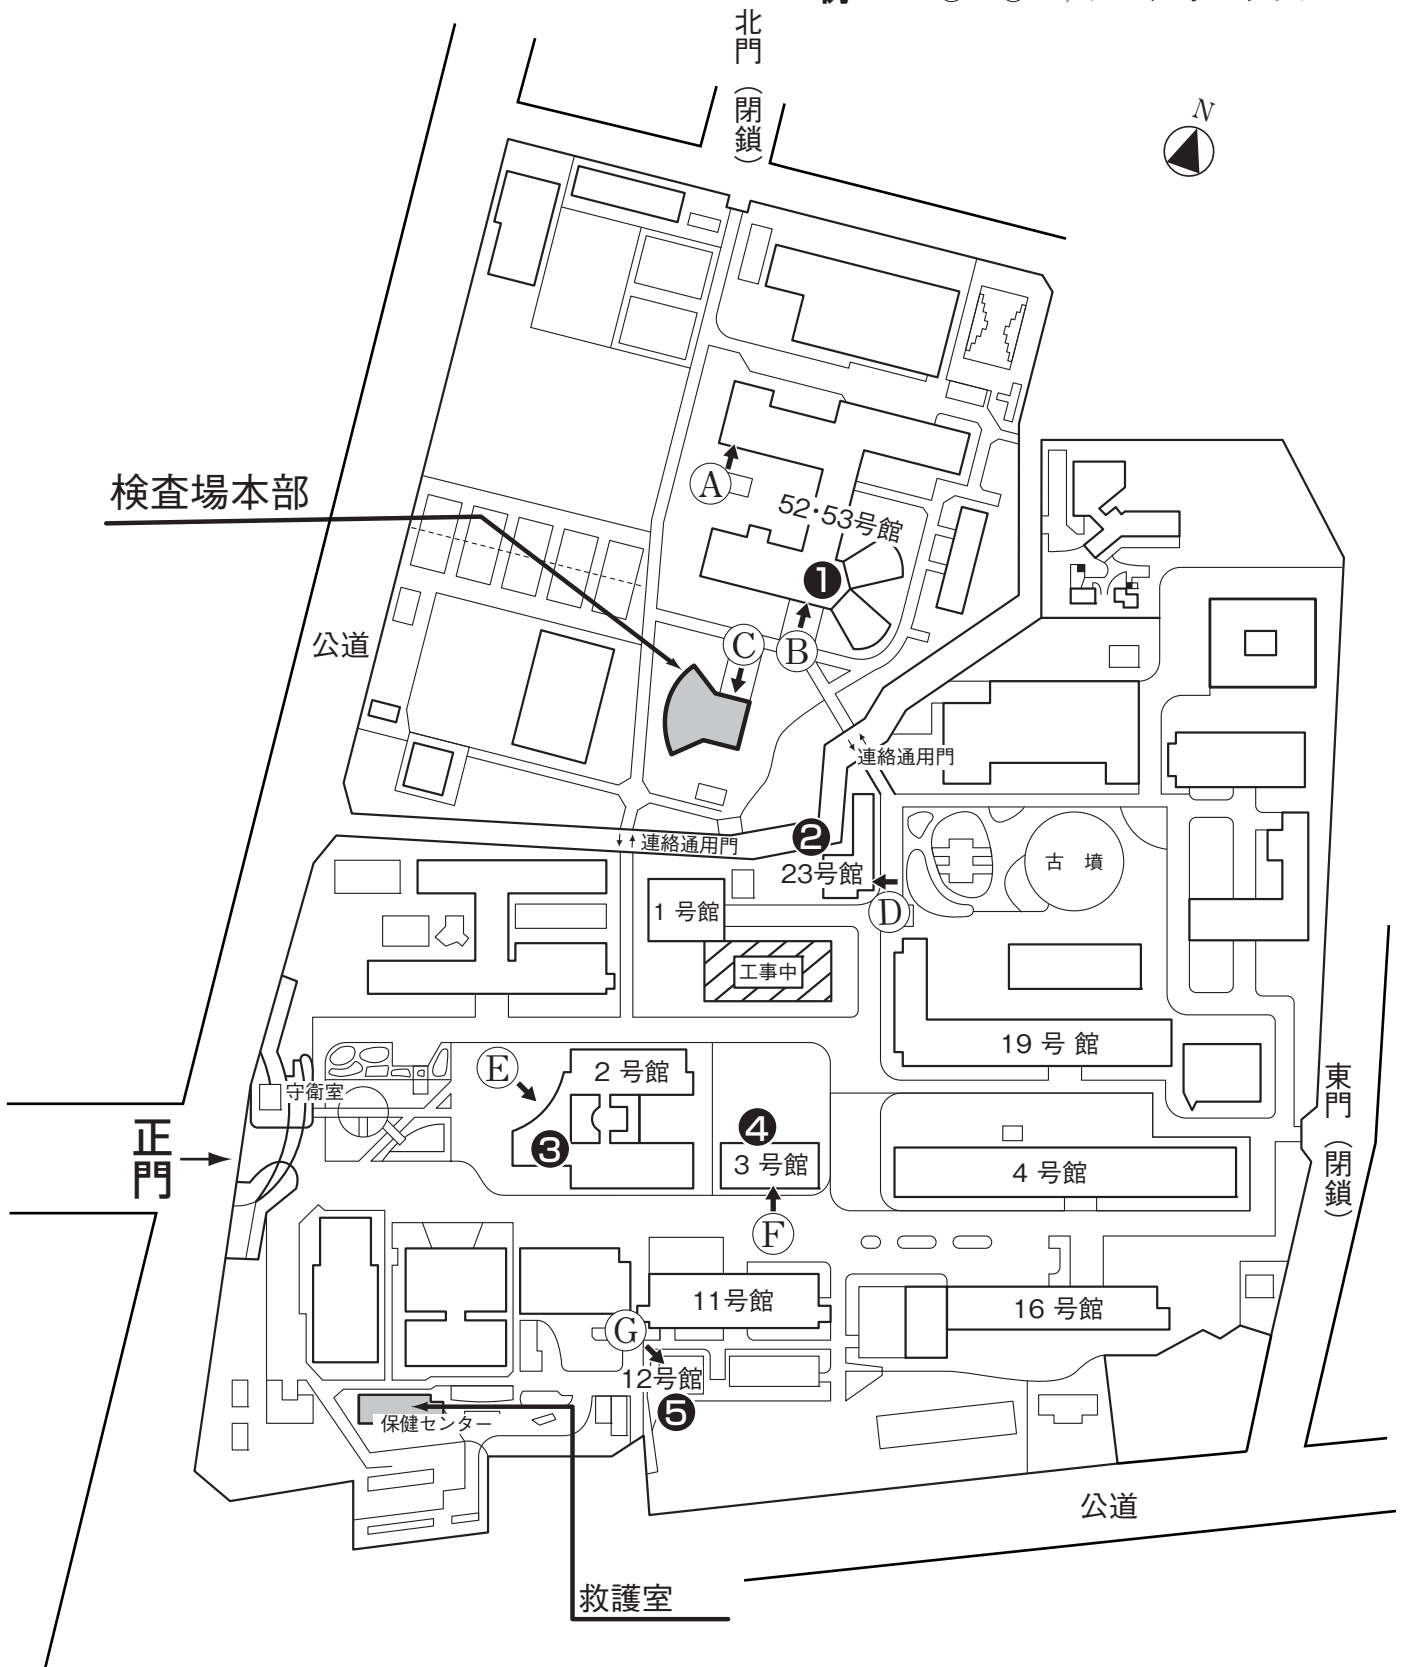 北門（閉鎖）
N
検査場本部
A
52・53号館
❶
公道
C
B
連絡通用門
❷
連絡通用門
23号館
古 墳
D
1 号館
工事中
19 号 館
E
2 号館
守衛室
東門（閉鎖）
正門
❸
❹
3 号館
4 号館
F
11号館
16 号館
G
12号館
❺
保健センター
公道
救護室